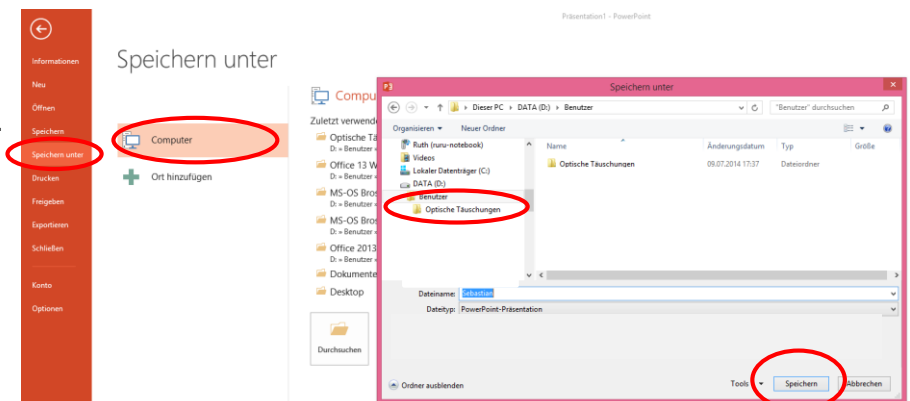 Präsentation1 - PowerPoint
Informationen
Neu
Öffnen
Speichern
Speichern unter
Drucken
Freigeben
Exportieren
Schließen
Konto
Optionen
Speichern unter
Computer
Ort hinzufügen
Compu
Zuletzt verwend
Optische Tä
D: » Benutzer »
Office 13 W
D: » Benutzer »
MS-OS Bros
D: » Benutzer »
MS-OS Bros
D: » Benutzer »
Office 2013
D: » Benutzer »
Dokumente
Desktop
Durchsuchen
Speichern unter
Dieser PC DATA (D:) Benutzer
"Benutzer" durchsuchen
Organisieren Neuer Ordner
Ruth (ruru-notebook)
Videos
Lokaler Datenträger (C:)
DATA (D:)
Benutzer
Optische Täuschungen
Name Änderungsdatum Typ Größe
Optische Täuschungen 09.07.2014 17:37 Dateiordner
Dateiname: Sebastian
Dateityp: PowerPoint-Präsentation
Ordner ausblenden
Tools Speichern Abbrechen